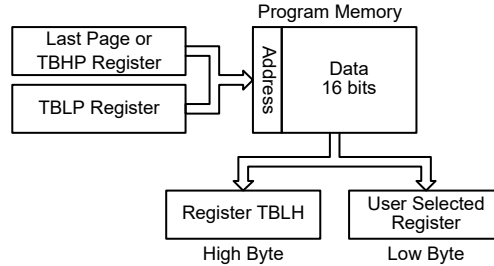 Program Memory
Last Page or
TBHP Register
TBLP Register
Address
Data
16 bits
Register TBLH
High Byte
User Selected
Register
Low Byte